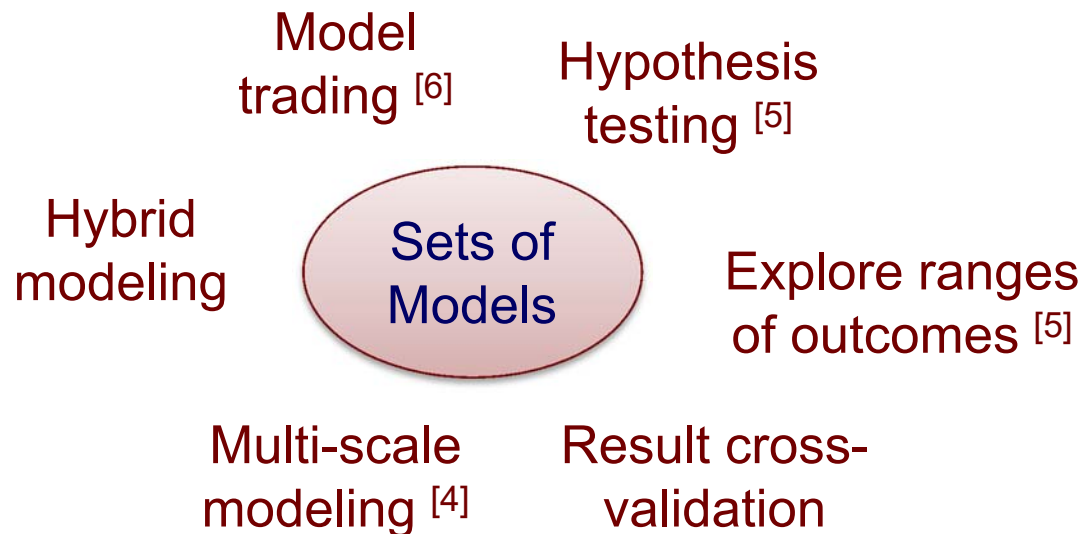 Model
trading [6]
Hypothesis
testing [5]
Hybrid
modeling
Sets of
Models
Explore ranges
of outcomes [5]
Multi-scale
modeling [4]
Result cross-
validation